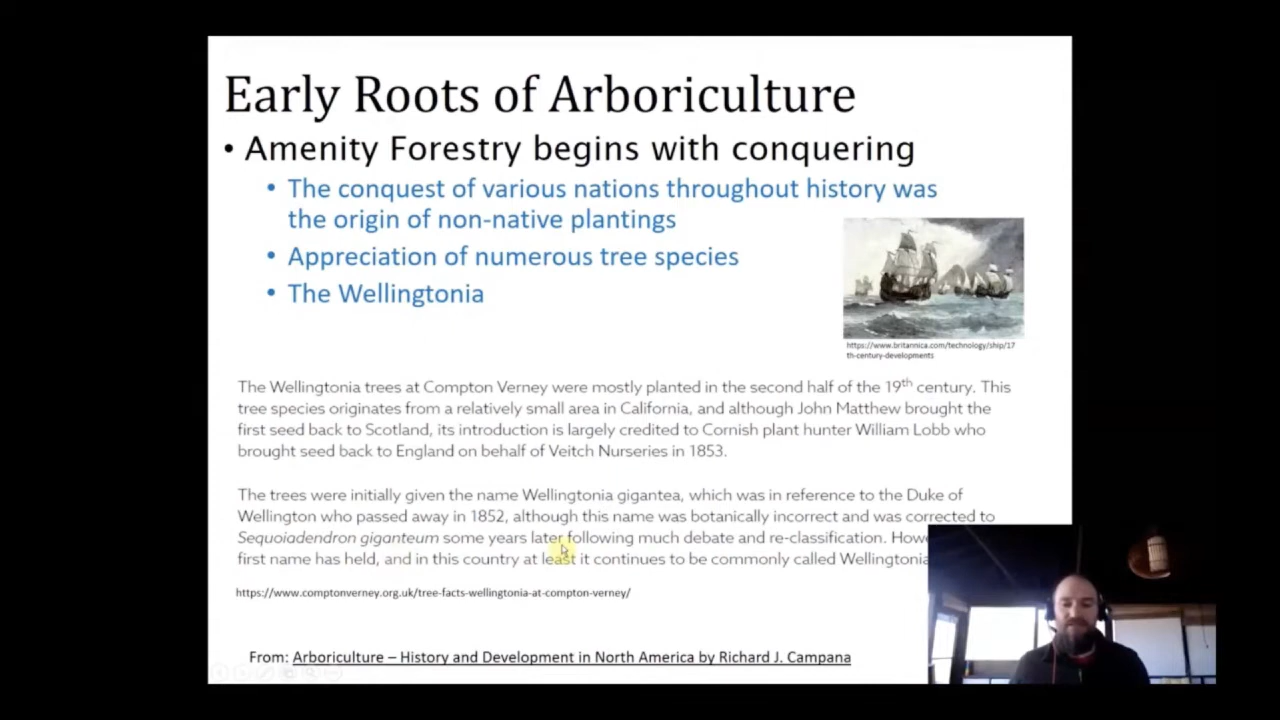 Early Roots of Arboriculture
• Amenity Forestry begins with conquering
• The conquest of various nations throughout history was
the origin of non-native plantings
• Appreciation of numerous tree species
• The Wellingtonia
https://www.britannica.com/technology/ship/17
th-century-developments
The Wellingtonia trees at Compton Verney were mostly planted in the second half of the 19th century. This
tree species originates from a relatively small area in California, and although John Matthew brought the
first seed back to Scotland, its introduction is largely credited to Cornish plant hunter William Lobb who
brought seed back to England on behalf of Veitch Nurseries in 1853.
The trees were initially given the name Wellingtonia gigantea, which was in reference to the Duke of
Wellington who passed away in 1852, although this name was botanically incorrect and was corrected to
Sequoiadendron giganteum some years later following much debate and re-classification.
first name has held, and in this country at least it continues to be commonly called Wellingtonia
https://www.comptonverney.org.uk/tree-facts-wellingtonia-at-compton-verney/
From: Arboriculture – History and Development in North America by Richard J. Campana